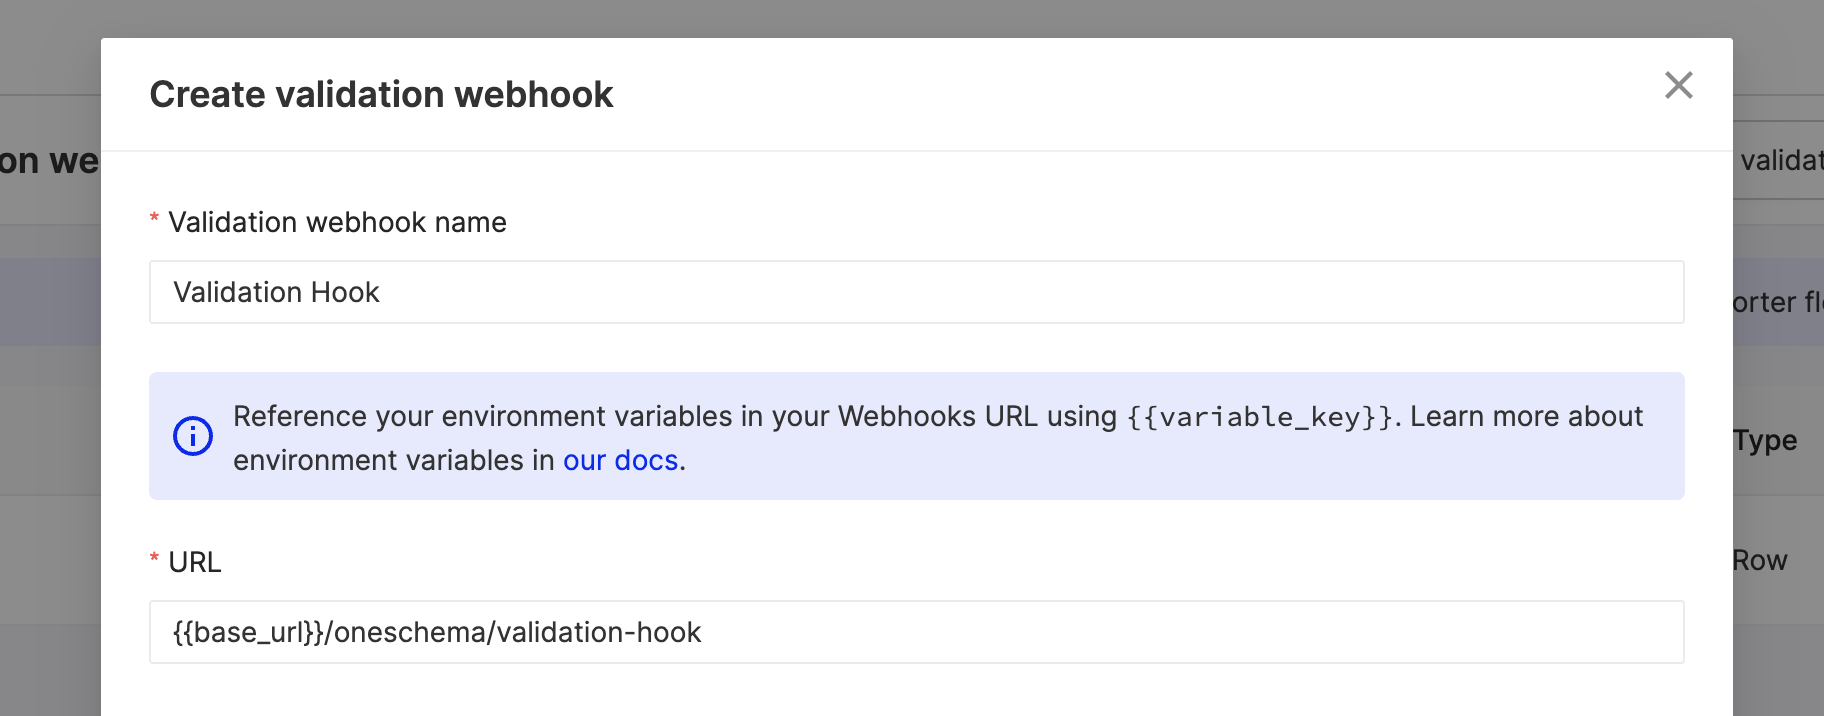 Create validation webhook
on we
validat
* Validation webhook name
Validation Hook
orter fl
Reference your environment variables in your Webhooks URL using {{variable_key}}. Learn more about
environment variables in our docs.
Type
* URL
Row
{{base_url}}/oneschema/validation-hook